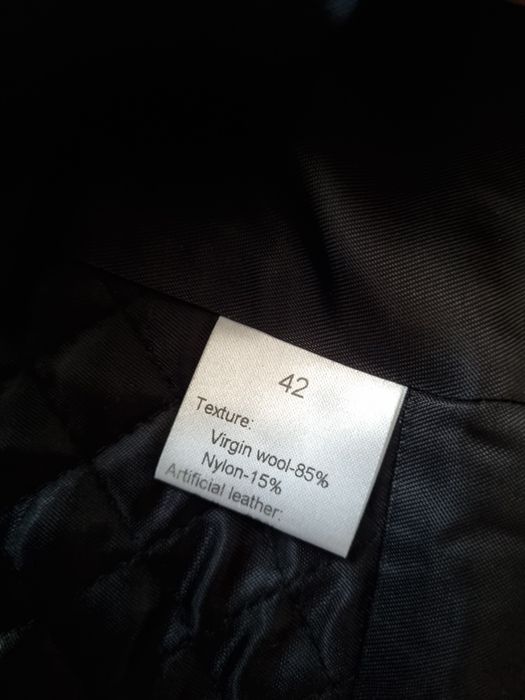 42
Texture:
Virgin wool-85%
Nylon-15%
Artificial leather: